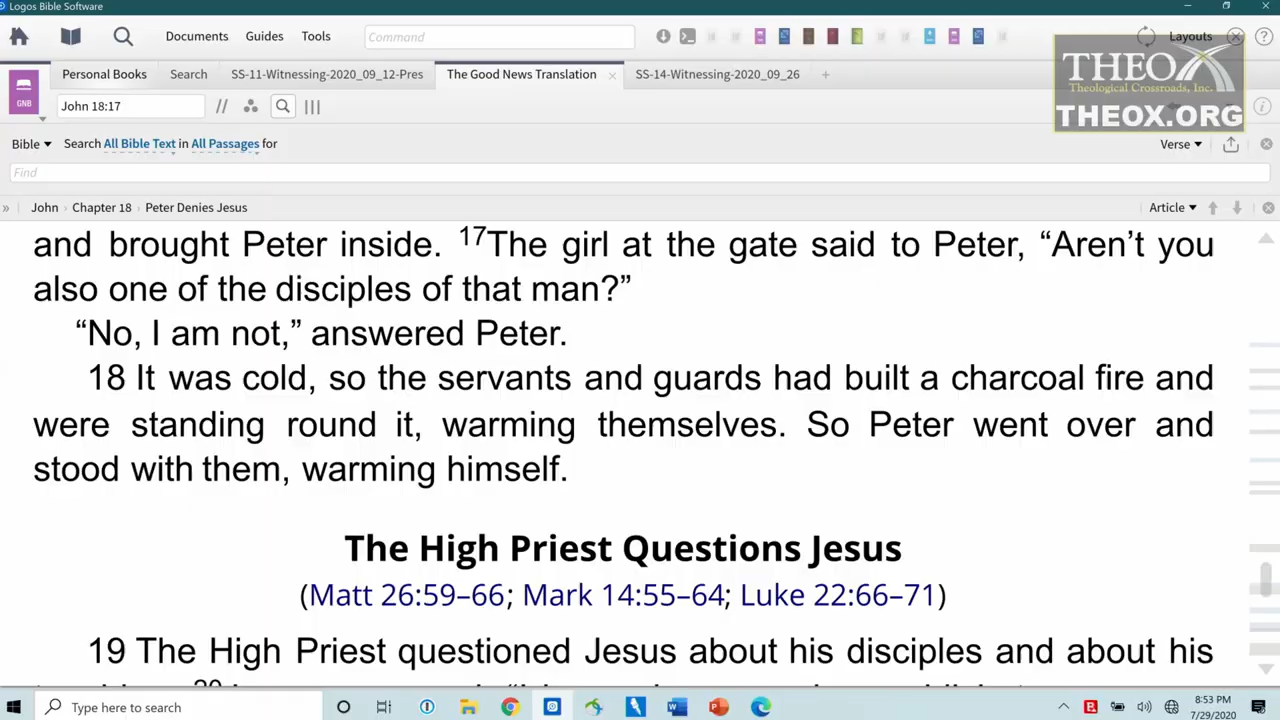 Logos Bible Software
Documents Guides Tools Command Layouts
THEOX
Theological Crossroads, Inc.
THEOX.ORG
GNB
Personal Books Search SS-11-Witnessing-2020_09_12-Pres The Good News Translation SS-14-Witnessing-2020_09_26
John 18:17
Bible Search All Bible Text in All Passages for Verse
Find
John Chapter 18 Peter Denies Jesus Article
and brought Peter inside. 17The girl at the gate said to Peter, “Aren’t you
also one of the disciples of that man?”
“No, I am not,” answered Peter.
18 It was cold, so the servants and guards had built a charcoal fire and
were standing round it, warming themselves. So Peter went over and
stood with them, warming himself.
The High Priest Questions Jesus
(Matt 26:59–66; Mark 14:55–64; Luke 22:66–71)
19 The High Priest questioned Jesus about his disciples and about his
Type here to search
8:53 PM
7/29/2020